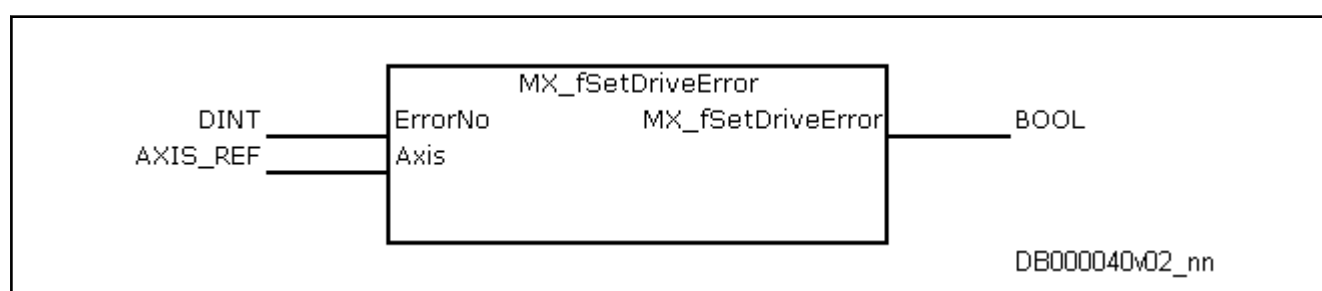 MX_fSetDriveError
DINT ErrorNo MX_fSetDriveError BOOL
AXIS_REF Axis
DB000040v02_nn